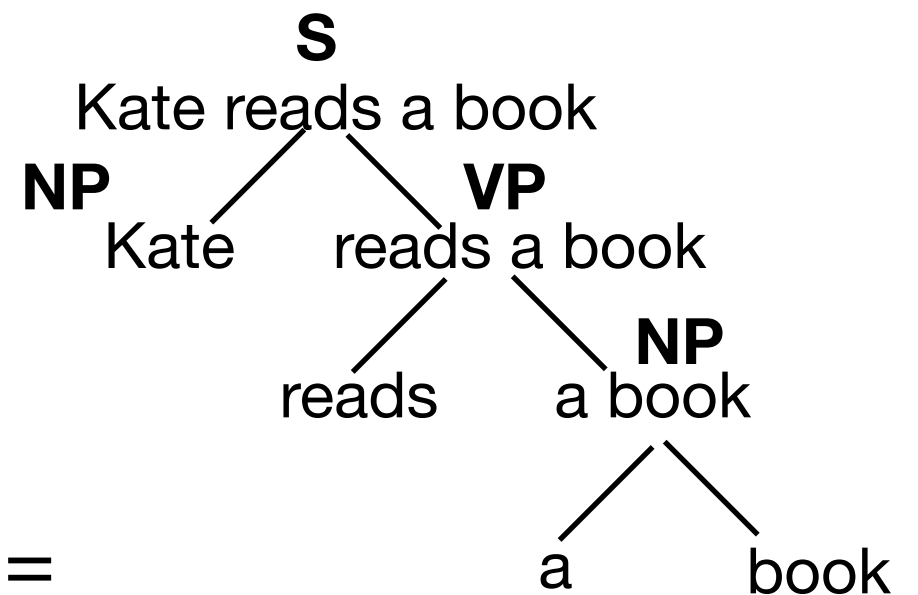 S
Kate reads a book
NP VP
Kate reads a book
NP
reads a book
= a book